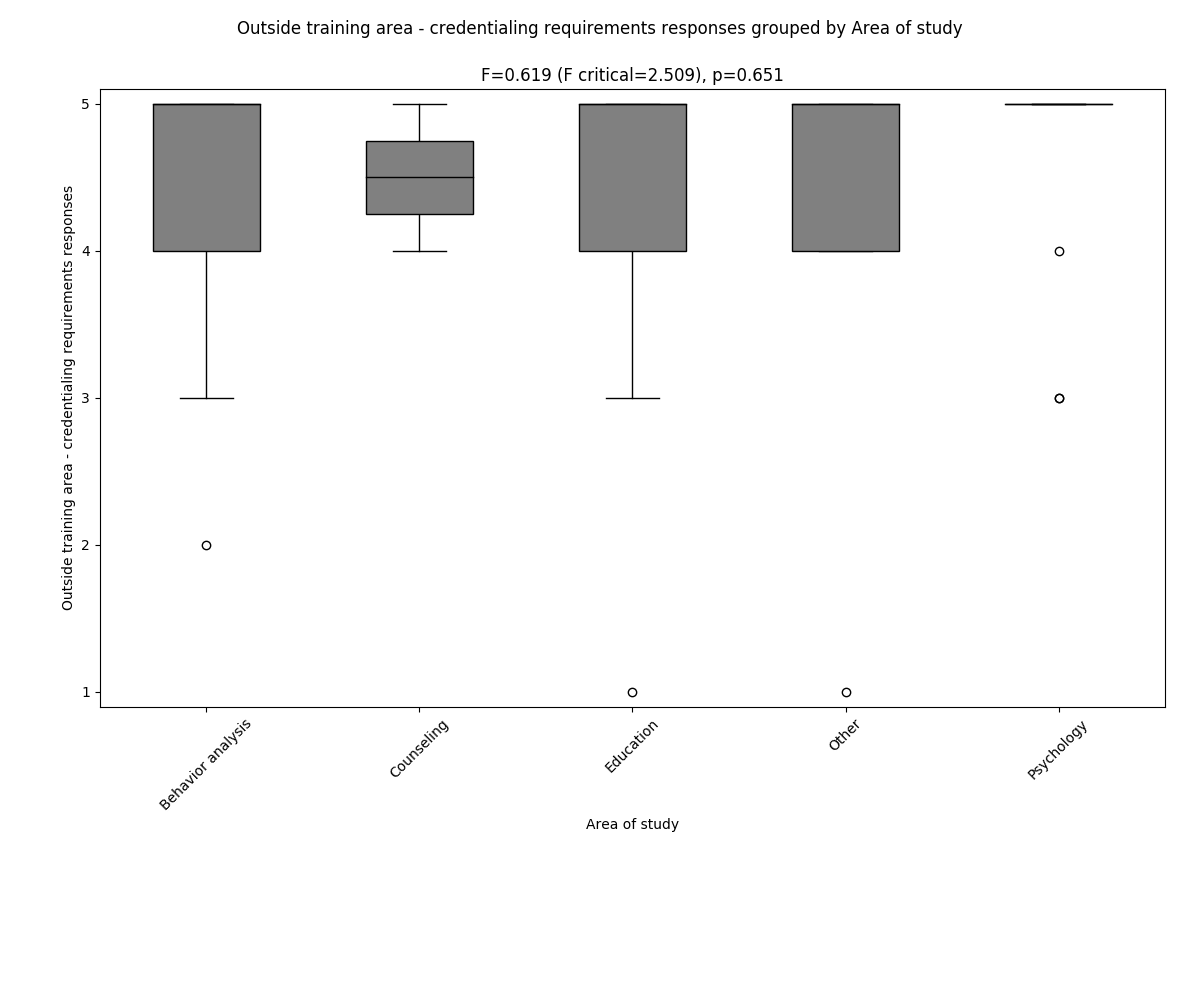 Outside training area - credentialing requirements responses grouped by Area of study
F=0.619 (F critical=2.509), p=0.651
Outside training area - credentialing requirements responses
5
4
3
2
1
Behavior analysis
Counseling
Education
Other
Psychology
Area of study